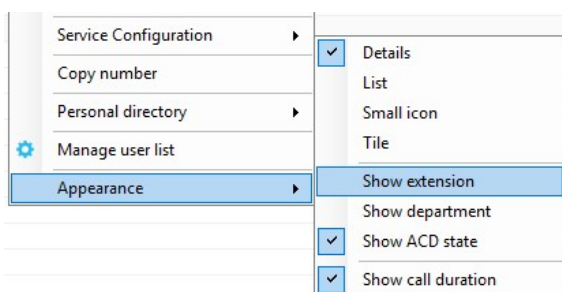 Service Configuration
Copy number
Personal directory
Manage user list
Appearance
Details
List
Small icon
Tile
Show extension
Show department
Show ACD state
Show call duration